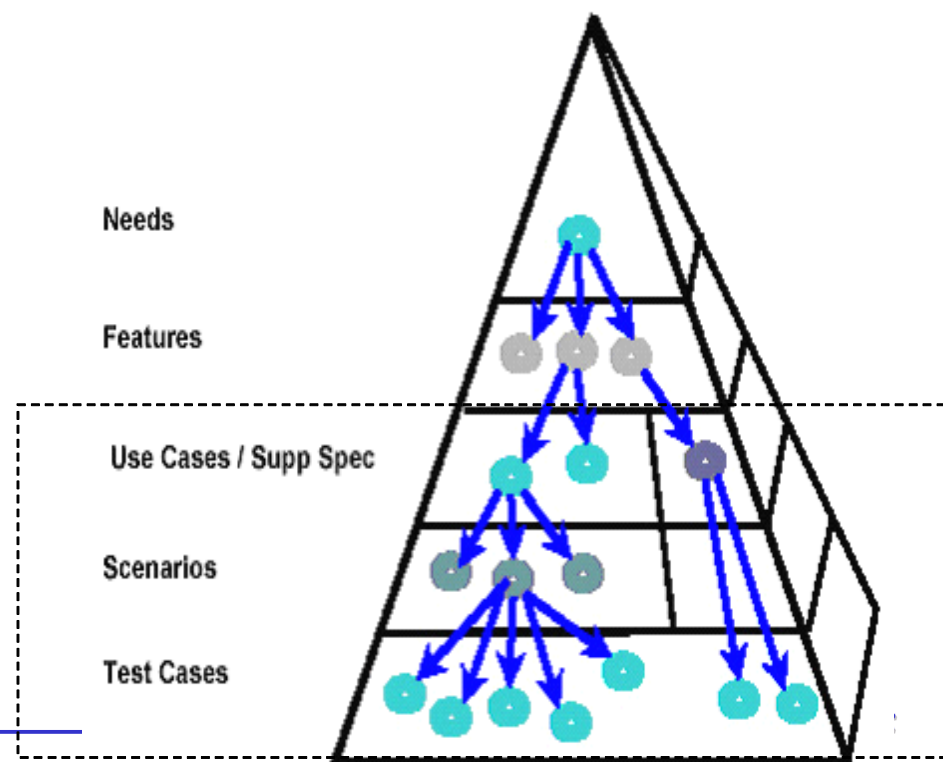 Needs
Features
Use Cases / Supp Spec
Scenarios
Test Cases